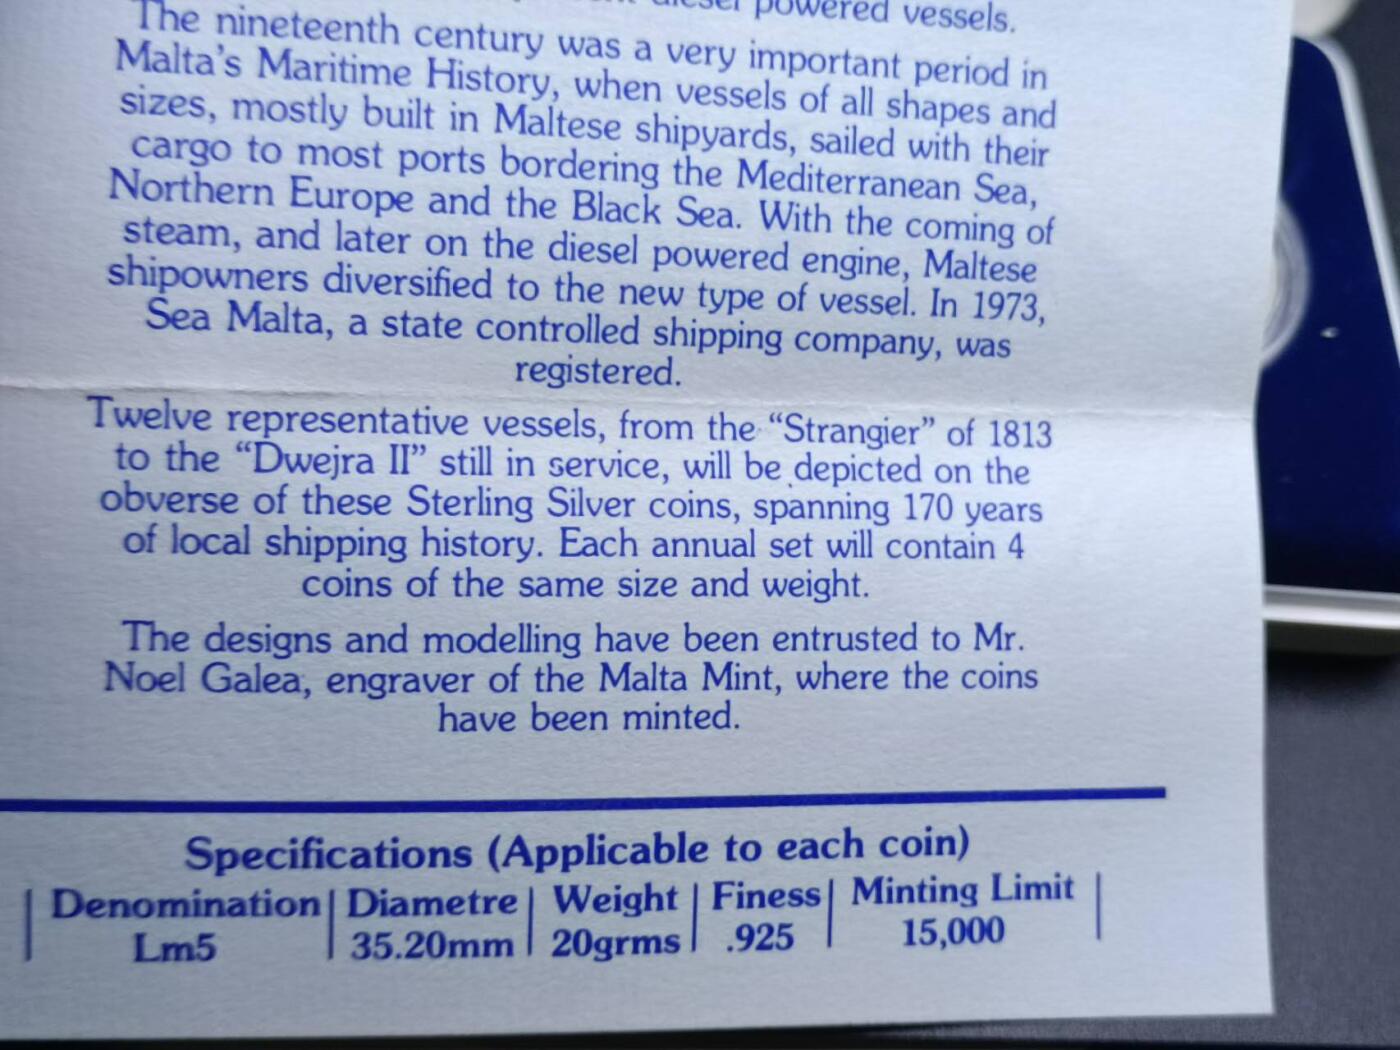 diesel powered vessels.
The nineteenth century was a very important period in
Malta's Maritime History, when vessels of all shapes and
sizes, mostly built in Maltese shipyards, sailed with their
cargo to most ports bordering the Mediterranean Sea,
Northern Europe and the Black Sea. With the coming of
steam, and later on the diesel powered engine, Maltese
shipowners diversified to the new type of vessel. In 1973,
Sea Malta, a state controlled shipping company, was
registered.
Twelve representative vessels, from the “Strangier” of 1813
to the “Dwejra II” still in service, will be depicted on the
obverse of these Sterling Silver coins, spanning 170 years
of local shipping history. Each annual set will contain 4
coins of the same size and weight.
The designs and modelling have been entrusted to Mr.
Noel Galea, engraver of the Malta Mint, where the coins
have been minted.
Specifications (Applicable to each coin)
Denomination Diametre Weight Finess Minting Limit
Lm5 35.20mm 20grms .925 15,000